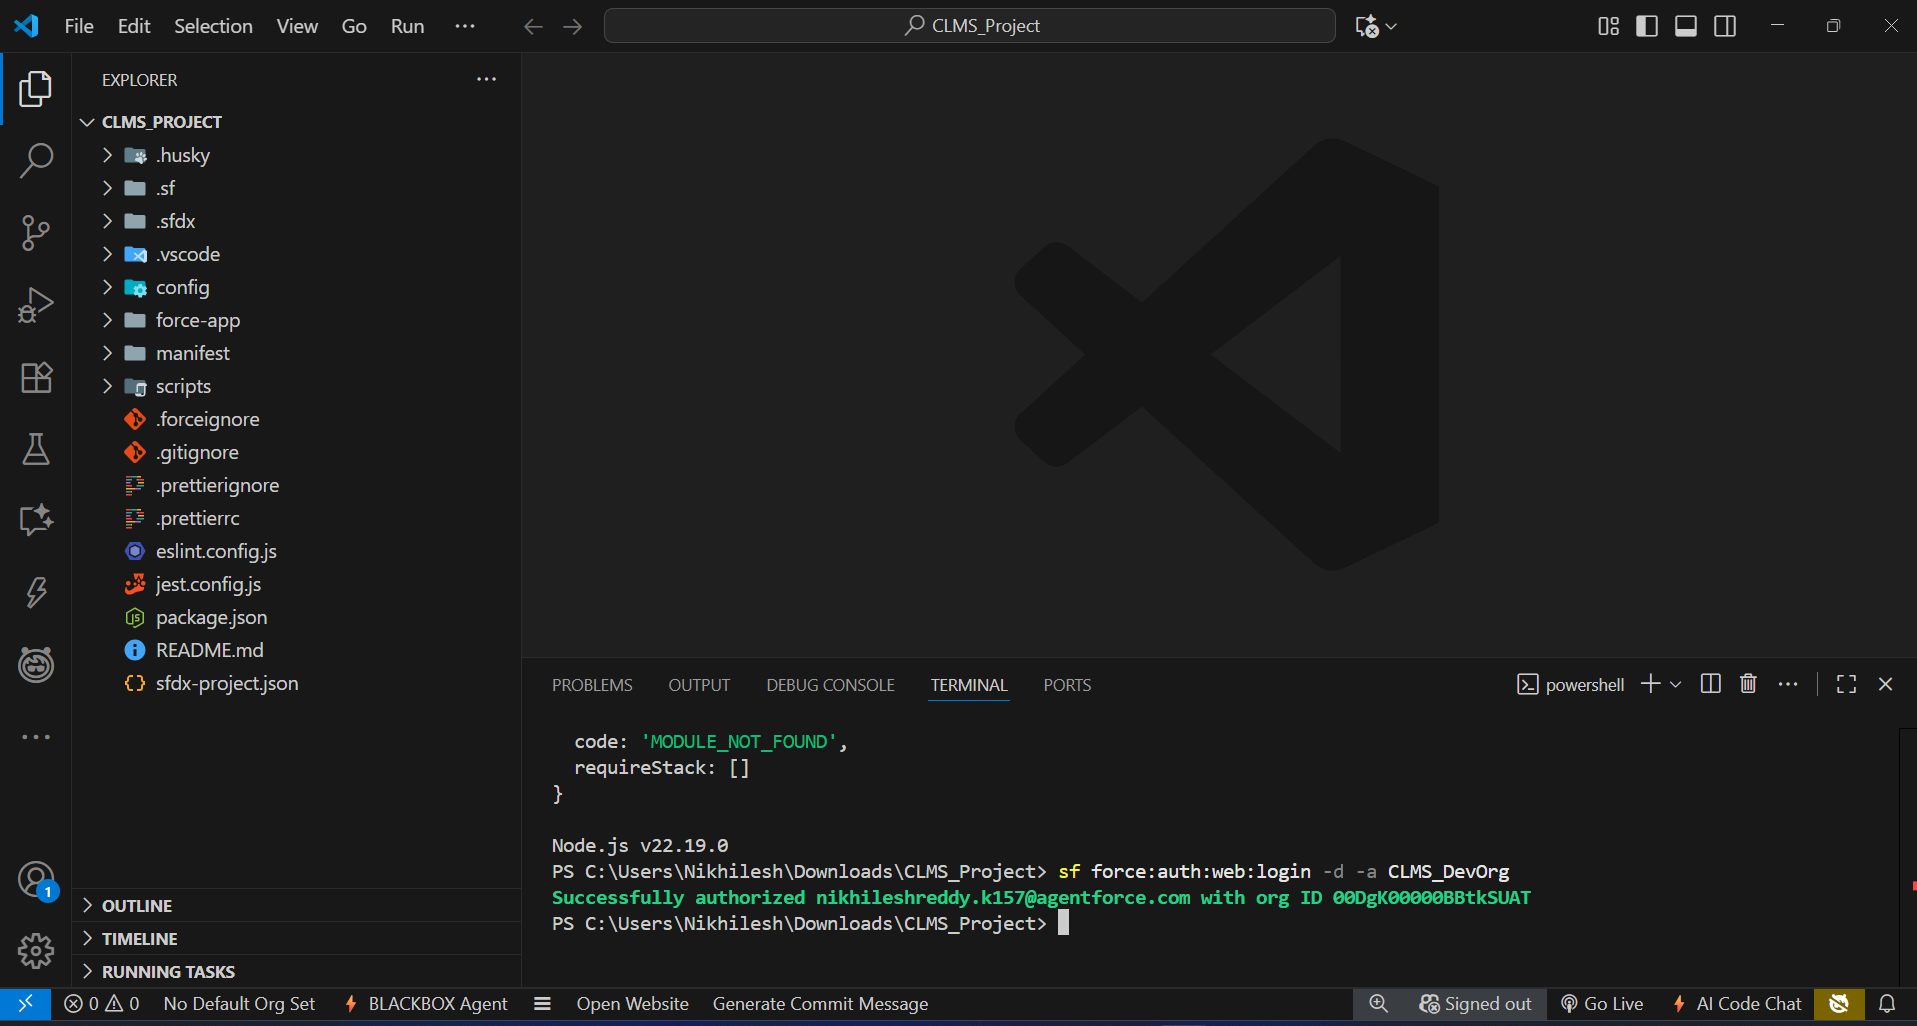 File Edit Selection View Go Run ···
CLMS_Project
EXPLORER
CLMS_PROJECT
.husky
.sf
.sfdx
.vscode
config
force-app
manifest
scripts
.forceignore
.gitignore
.prettierignore
.prettierrc
eslint.config.js
jest.config.js
package.json
README.md
sfdx-project.json
OUTLINE
TIMELINE
RUNNING TASKS
1
PROBLEMS OUTPUT DEBUG CONSOLE TERMINAL PORTS
powershell
code: 'MODULE_NOT_FOUND',
requireStack: []
}
Node.js v22.19.0
PS C:\Users\Nikhilesh\Downloads\CLMS_Project> sf force:auth:web:login -d -a CLMS_DevOrg
Successfully authorized nikhileshreddy.k157@agentforce.com with org ID 00DgK00000BBtkSUAT
PS C:\Users\Nikhilesh\Downloads\CLMS_Project>
0 0 No Default Org Set BLACKBOX Agent Open Website Generate Commit Message Signed out Go Live AI Code Chat